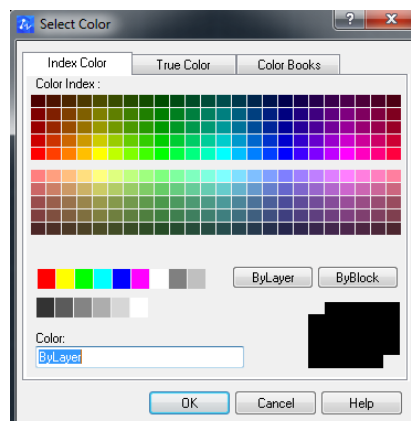 Select Color
Index Color True Color Color Books
Color Index :
ByLayer ByBlock
Color:
ByLayer
OK Cancel Help